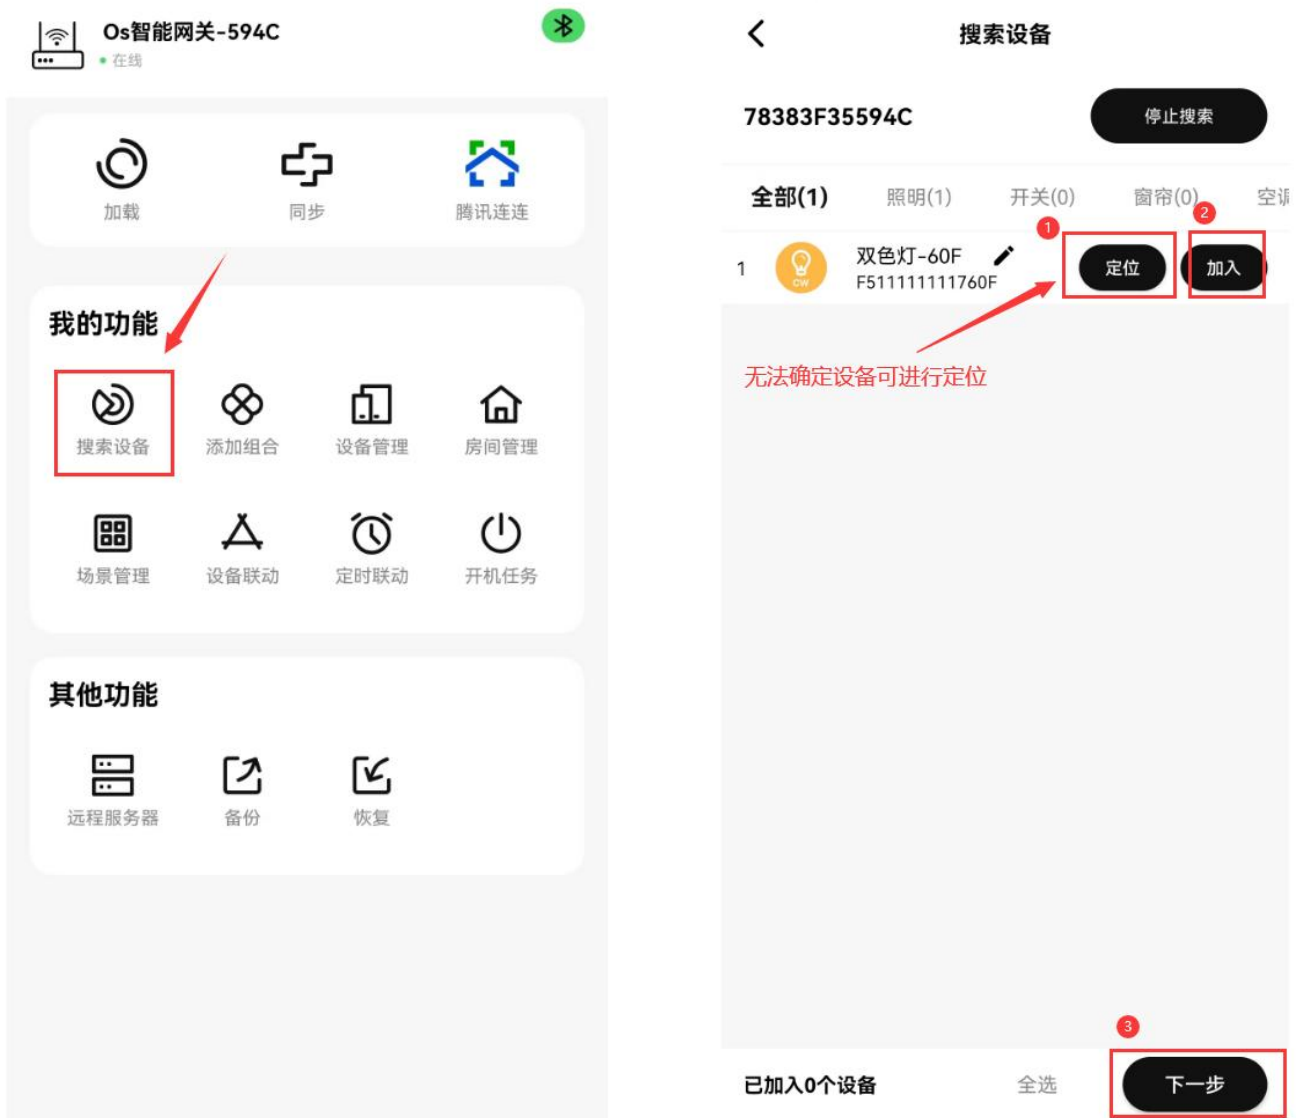 Os智能网关-594C
在线
加载
同步
腾讯连连
我的功能
搜索设备
添加组合
设备管理
房间管理
场景管理
设备联动
定时联动
开机任务
其他功能
远程服务器
备份
恢复
搜索设备
78383F35594C
停止搜索
全部(1)
照明(1)
开关(0)
窗帘(0)
空调
1
2
1
CW
双色灯-60F
F511111111760F
定位
加入
无法确定设备可进行定位
3
已加入0个设备
全选
下一步